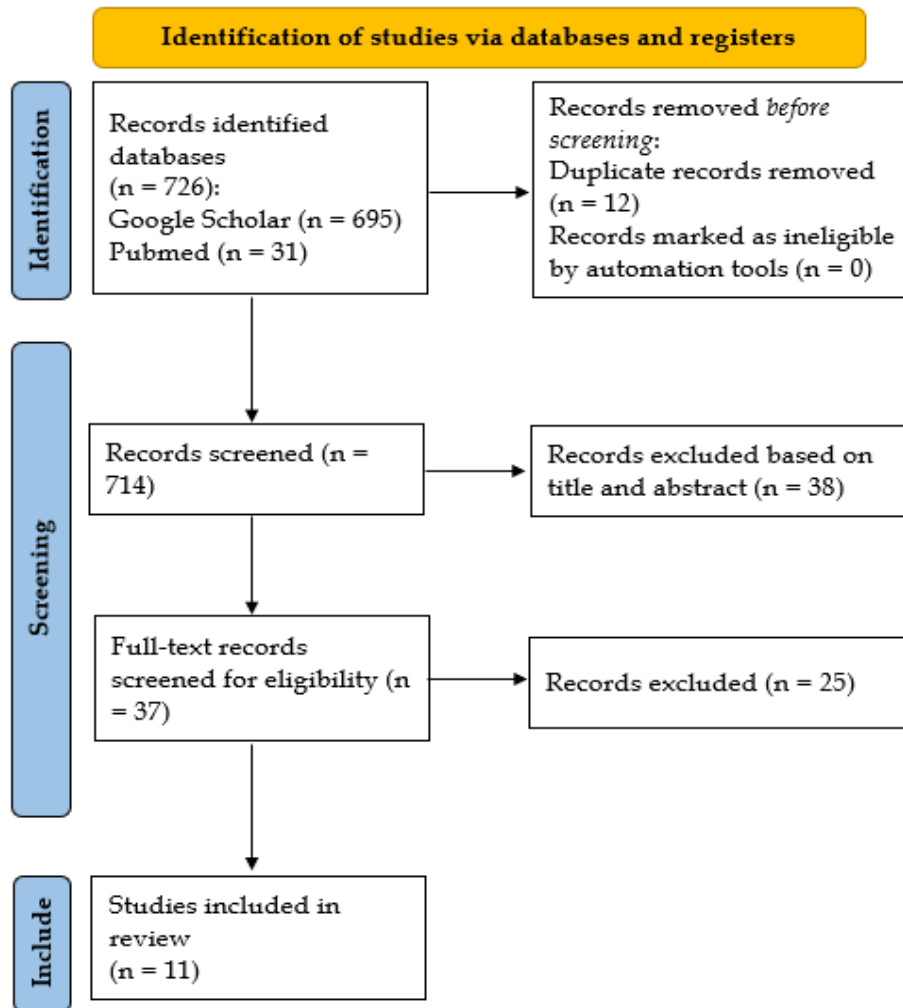 Identification of studies via databases and registers
Identification
Records identified
databases
(n = 726):
Google Scholar (n = 695)
Pubmed (n = 31)
Records removed before
screening:
Duplicate records removed
(n = 12)
Records marked as ineligible
by automation tools (n = 0)
Screening
Records screened (n =
714)
Records excluded based on
title and abstract (n = 38)
Full-text records
screened for eligibility (n
= 37)
Records excluded (n = 25)
Include
Studies included in
review
(n = 11)